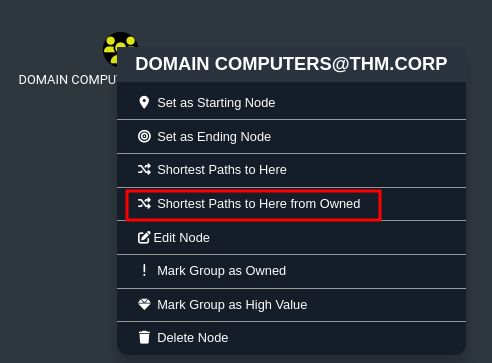 DOMAIN COMPUTERS@THM.CORP
DOMAIN COMPU
Set as Starting Node
Set as Ending Node
Shortest Paths to Here
Shortest Paths to Here from Owned
Edit Node
Mark Group as Owned
Mark Group as High Value
Delete Node